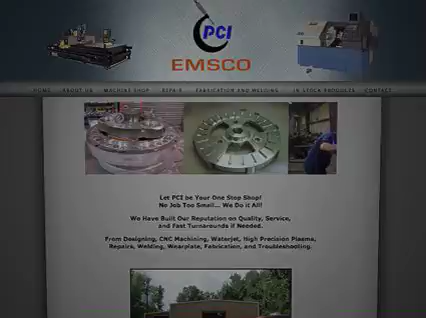 PCI
EMSCO
HOME ABOUT US MACHINE SHOP REPAIR FABRICATION AND WELDING IN STOCK PRODUCTS CONTACT
Let PCI be Your One Stop Shop!
No Job Too Small... We Do it All!
We Have Built Our Reputation on Quality, Service,
and Fast Turnarounds if Needed.
From Designing, CNC Machining, Waterjet, High Precision Plasma,
Repairs, Welding, Wearplate, Fabrication, and Troubleshooting.